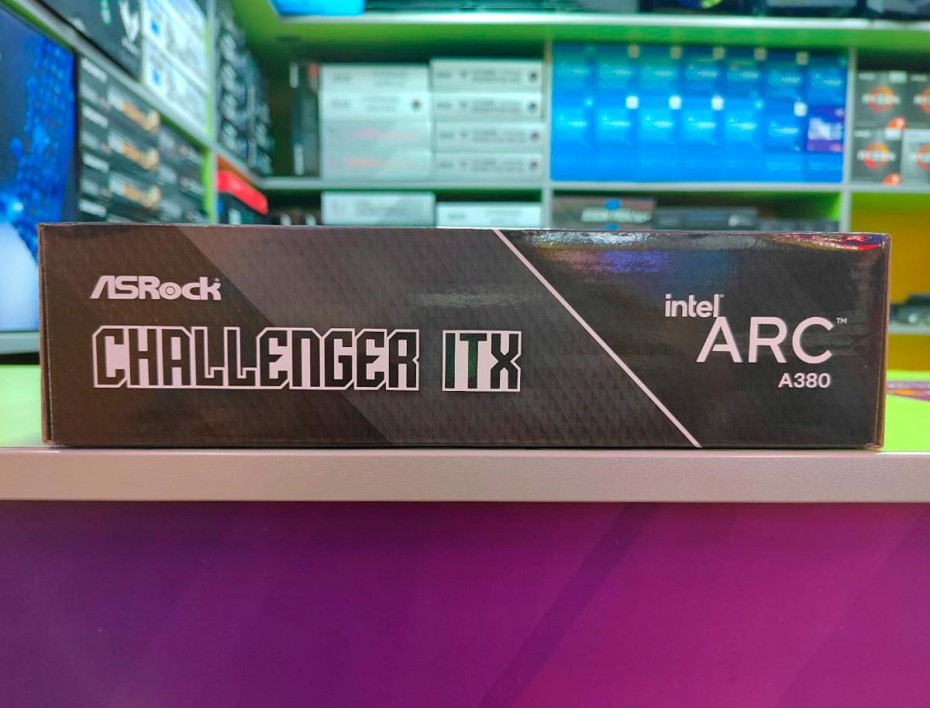 ASRock
CHALLENGER ITX
intel
ARC™
A380